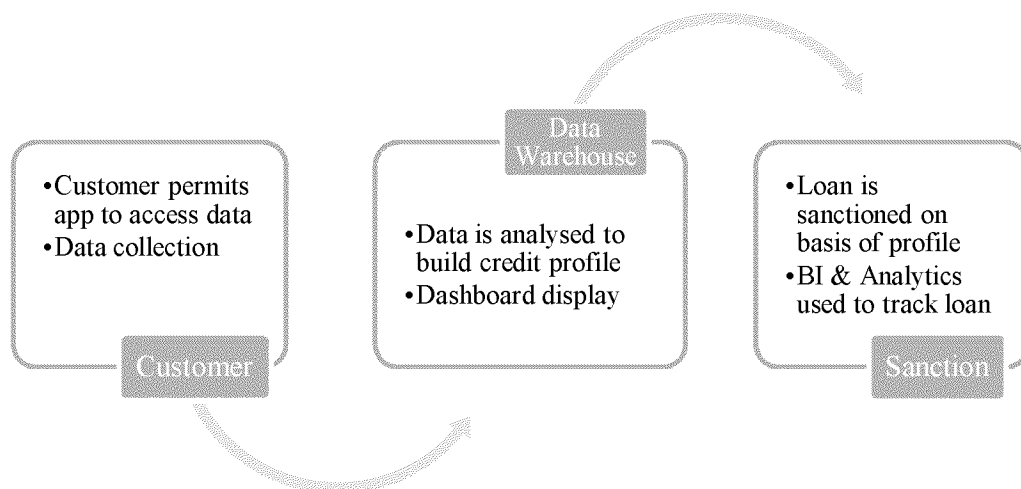 •Customer permits
app to access data
•Data collection
Customer
Data
Warehouse
•Data is analysed to
build credit profile
•Dashboard display
•Loan is
sanctioned on
basis of profile
•BI & Analytics
used to track loan
Sanction